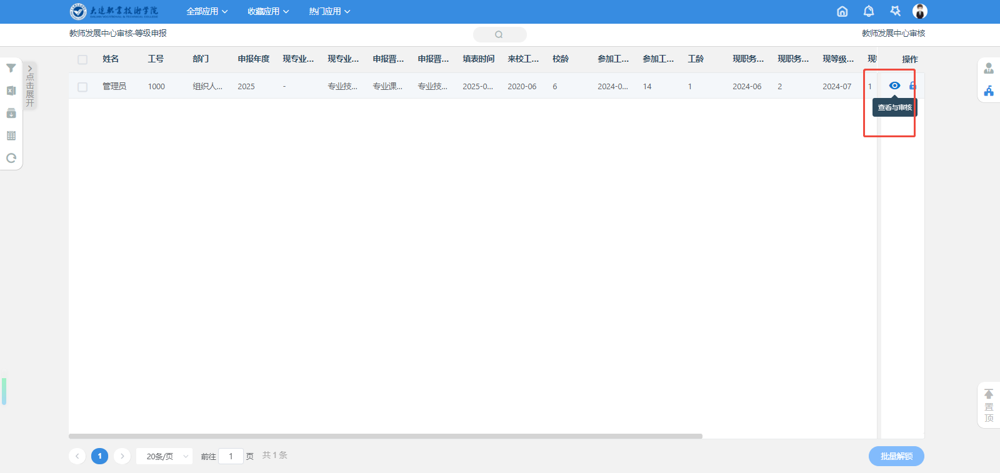 大连职业技术学院 全部应用 收藏应用 热门应用
教师发展中心审核-等级申报 教师发展中心审核
姓名 工号 部门 申报年度 现专业... 现专业... 申报晋... 申报晋... 填表时间 来校工... 校龄 参加工... 参加工... 工龄 现职务... 现职务... 现等级... 现 操作
管理员 1000 组织人... 2025 - 专业技... 专业课... 专业技... 2025-0... 2020-06 6 2024-0... 14 1 2024-06 2 2024-07 1
查看与审核
点击展开
置顶
1 20条/页 前往 1 页 共 1 条 批量解锁